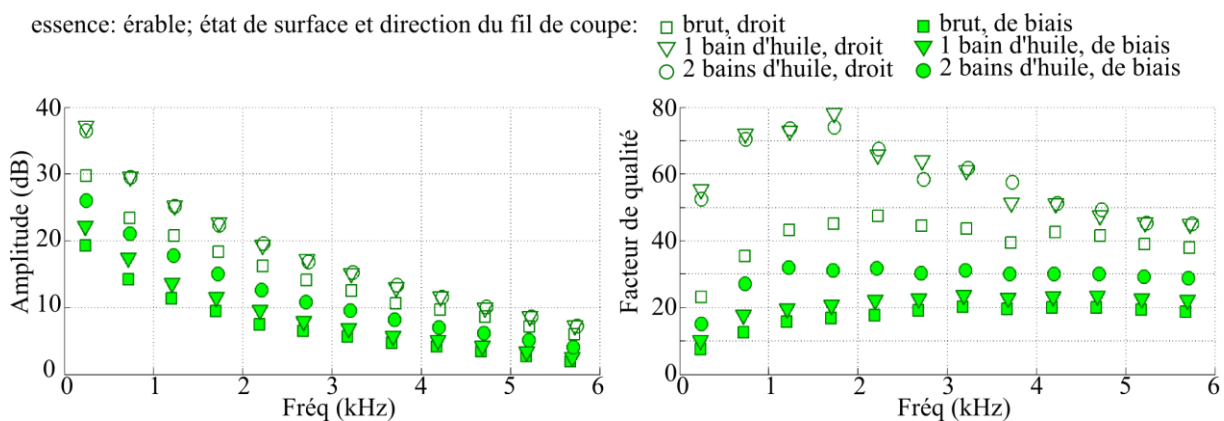 essence: érable; état de surface et direction du fil de coupe:
brut, droit
1 bain d'huile, droit
2 bains d'huile, droit
brut, de biais
1 bain d'huile, de biais
2 bains d'huile, de biais
Amplitude (dB)
40
30
20
10
0
0 1 2 3 4 5 6
Fréq (kHz)
Facteur de qualité
80
60
40
20
0
0 1 2 3 4 5 6
Fréq (kHz)